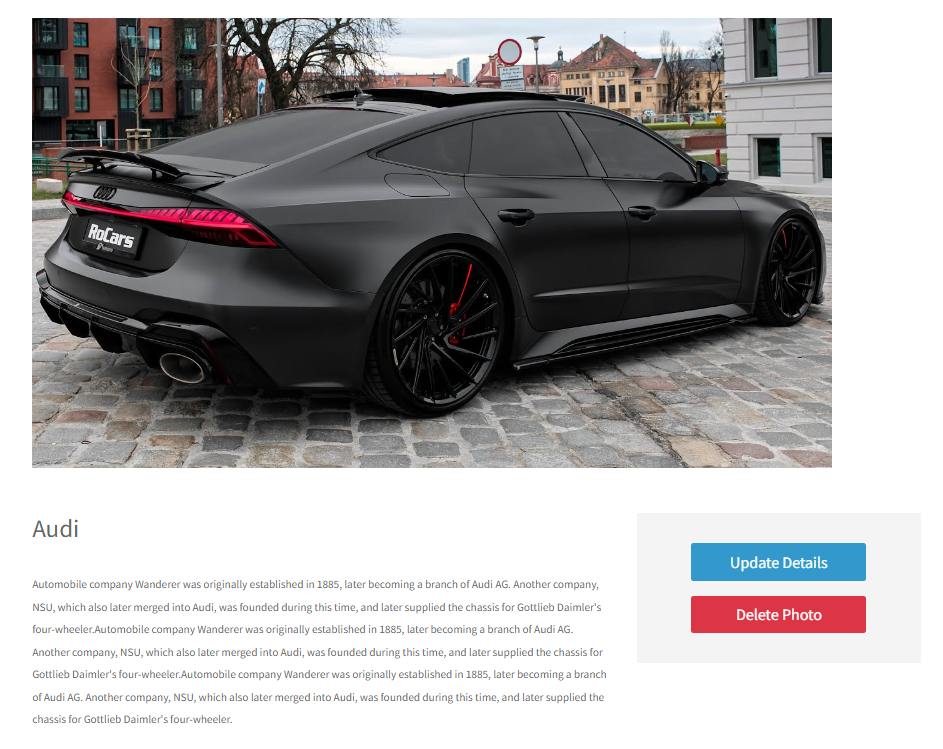 RoCars
Audi
Automobile company Wanderer was originally established in 1885, later becoming a branch of Audi AG. Another company,
NSU, which also later merged into Audi, was founded during this time, and later supplied the chassis for Gottlieb Daimler's
four-wheeler.Automobile company Wanderer was originally established in 1885, later becoming a branch of Audi AG.
Another company, NSU, which also later merged into Audi, was founded during this time, and later supplied the chassis for
Gottlieb Daimler's four-wheeler.Automobile company Wanderer was originally established in 1885, later becoming a branch
of Audi AG. Another company, NSU, which also later merged into Audi, was founded during this time, and later supplied the
chassis for Gottlieb Daimler's four-wheeler.
Update Details
Delete Photo